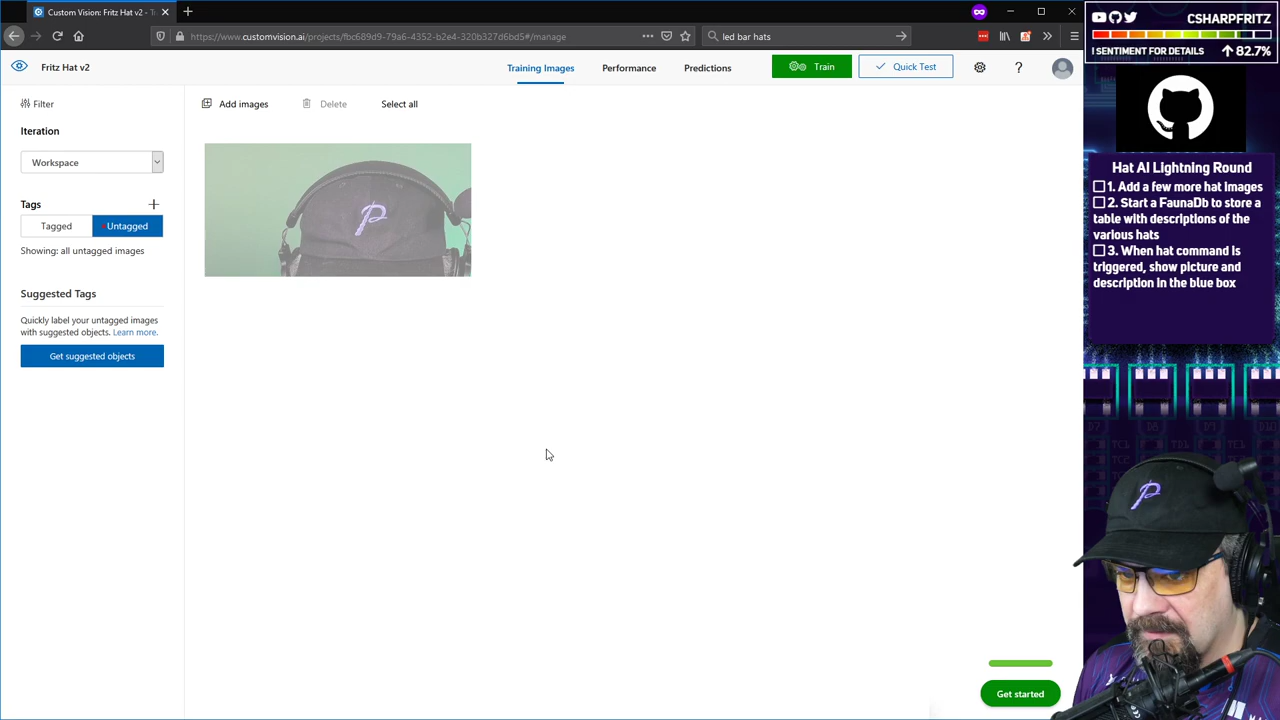 Custom Vision: Fritz Hat v2 - Tr
https://www.customvision.ai/projects/fbc689d9-79a6-4352-b2e4-320b327d6bd5#/manage
led bar hats
Fritz Hat v2
Training Images
Performance
Predictions
Train
Quick Test
?
Filter
Add images
Delete
Select all
Iteration
Workspace
Tags
Tagged
Untagged
Showing: all untagged images
Suggested Tags
Quickly label your untagged images
with suggested objects. Learn more.
Get suggested objects
Get started
CSHARPFRITZ
! SENTIMENT FOR DETAILS
82.7%
Hat AI Lightning Round
1. Add a few more hat images
2. Start a FaunaDb to store a
table with descriptions of the
various hats
3. When hat command is
triggered, show picture and
description in the blue box
D7 D8 D9 D10